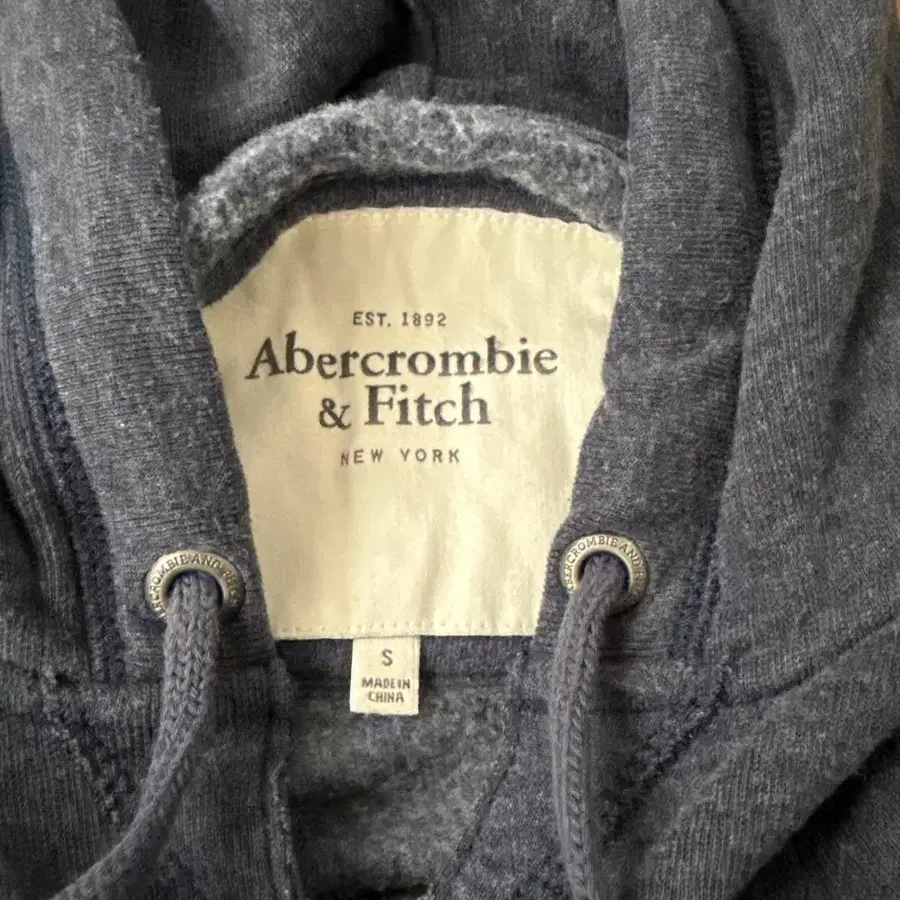 EST. 1892
Abercrombie
& Fitch
NEW YORK
S
MADE IN
CHINA